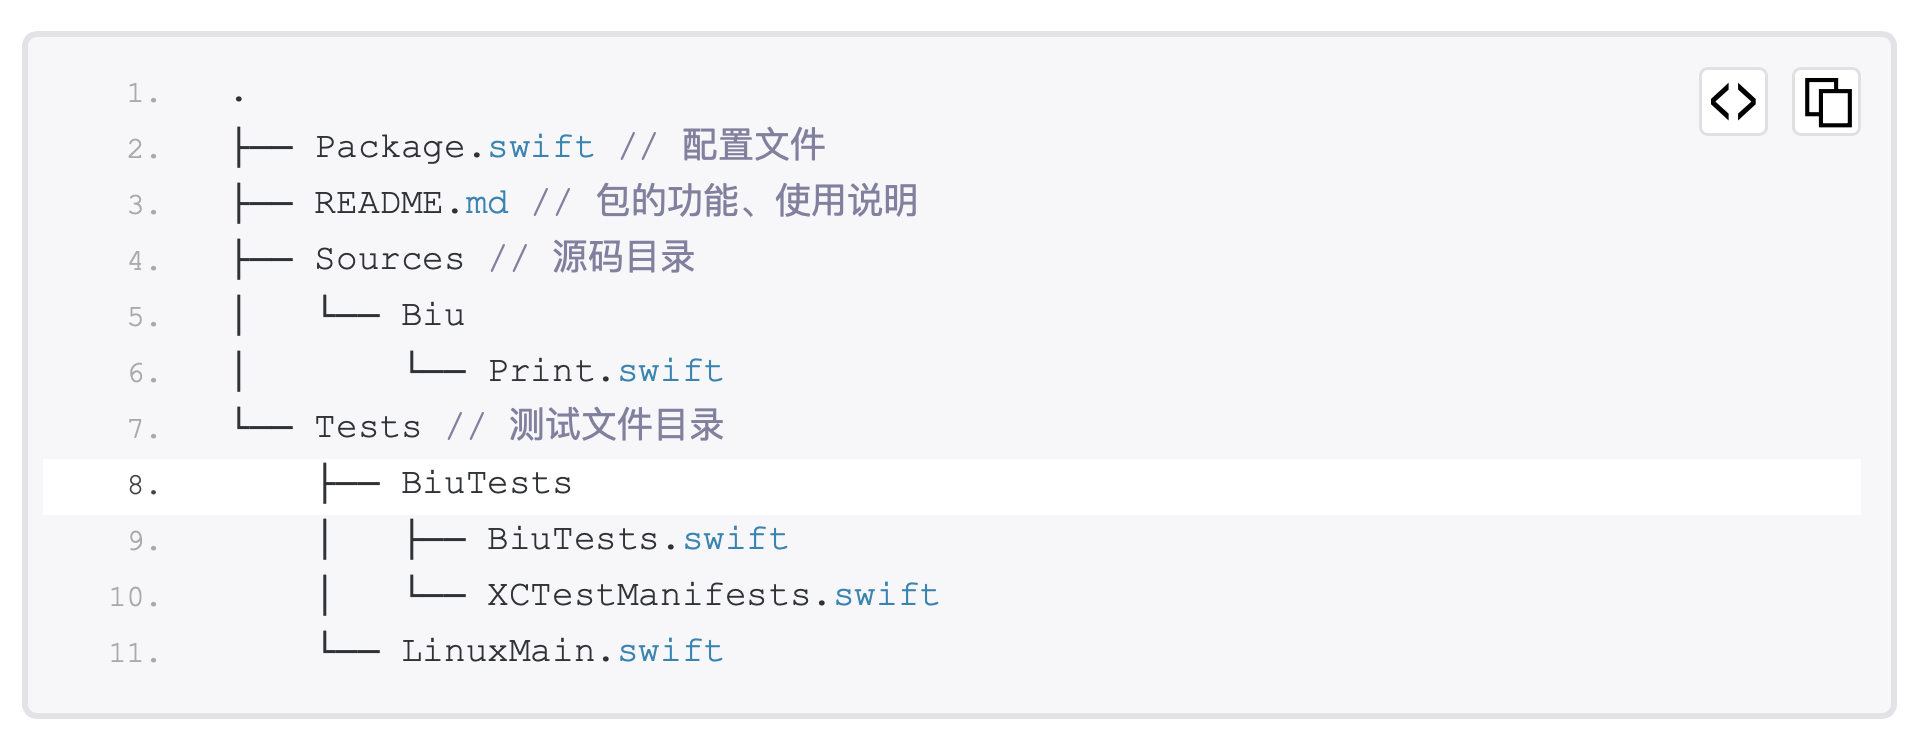 1. .
2. ├── Package.swift // 配置文件
3. ├── README.md // 包的功能、使用说明
4. ├── Sources // 源码目录
5. │   └── Biu
6. │       └── Print.swift
7. └── Tests // 测试文件目录
8.     ├── BiuTests
9.     │   ├── BiuTests.swift
10.     │   └── XCTestManifests.swift
11.     └── LinuxMain.swift